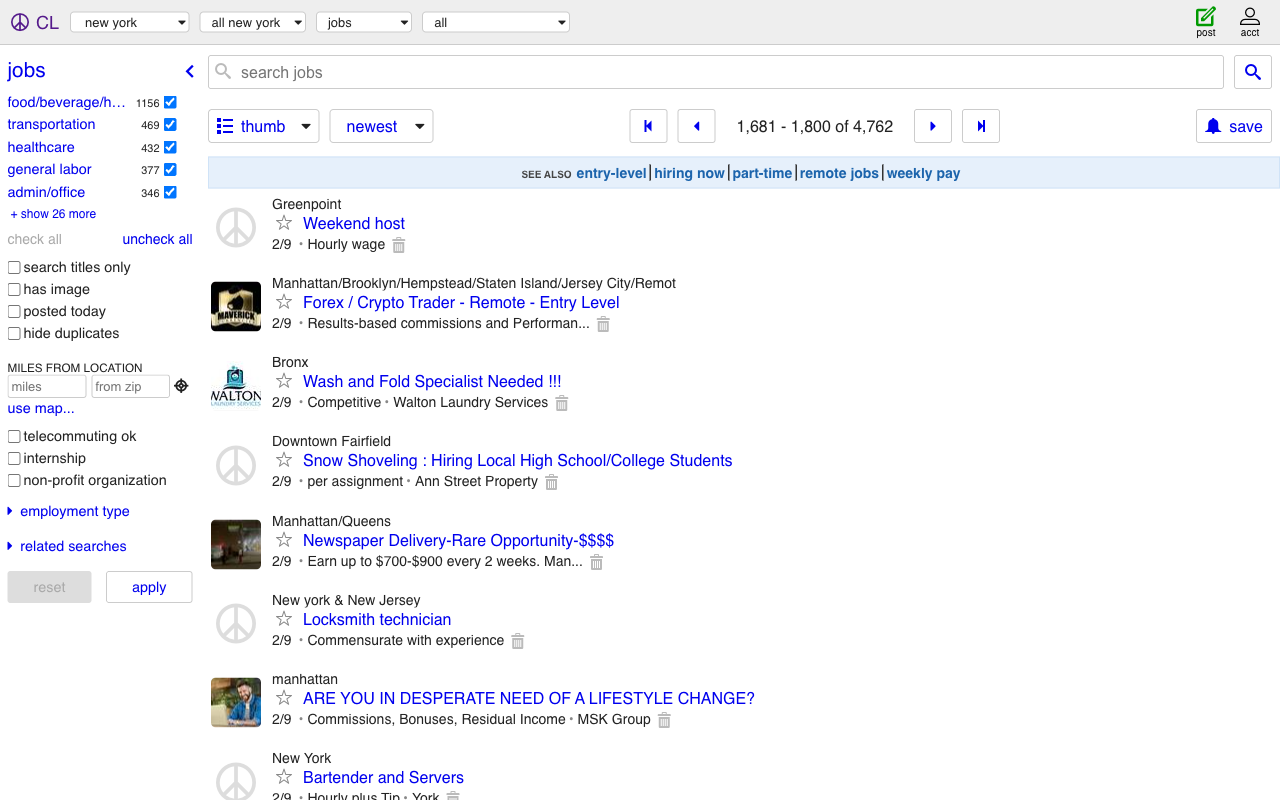 CL
new york
all new york
jobs
all
post
acct
jobs
search jobs
food/beverage/h... 1156
transportation 469
healthcare 432
general labor 377
admin/office 346
+ show 26 more
check all uncheck all
search titles only
has image
posted today
hide duplicates
MILES FROM LOCATION
miles from zip
use map...
telecommuting ok
internship
non-profit organization
employment type
related searches
reset apply
thumb newest 1,681 - 1,800 of 4,762 save
SEE ALSO entry-level|hiring now|part-time|remote jobs|weekly pay
Greenpoint
Weekend host
2/9 • Hourly wage
Manhattan/Brooklyn/Hempstead/Staten Island/Jersey City/Remot
MAVERICK
Forex / Crypto Trader - Remote - Entry Level
2/9 • Results-based commissions and Performan...
Bronx
WALTON
LAUNDRY SERVICES
Wash and Fold Specialist Needed !!!
2/9 • Competitive • Walton Laundry Services
Downtown Fairfield
Snow Shoveling : Hiring Local High School/College Students
2/9 • per assignment • Ann Street Property
Manhattan/Queens
Newspaper Delivery-Rare Opportunity-$$$$
2/9 • Earn up to $700-$900 every 2 weeks. Man...
New york & New Jersey
Locksmith technician
2/9 • Commensurate with experience
manhattan
ARE YOU IN DESPERATE NEED OF A LIFESTYLE CHANGE?
2/9 • Commissions, Bonuses, Residual Income • MSK Group
New York
Bartender and Servers
2/9 • Hourly plus Tip • York